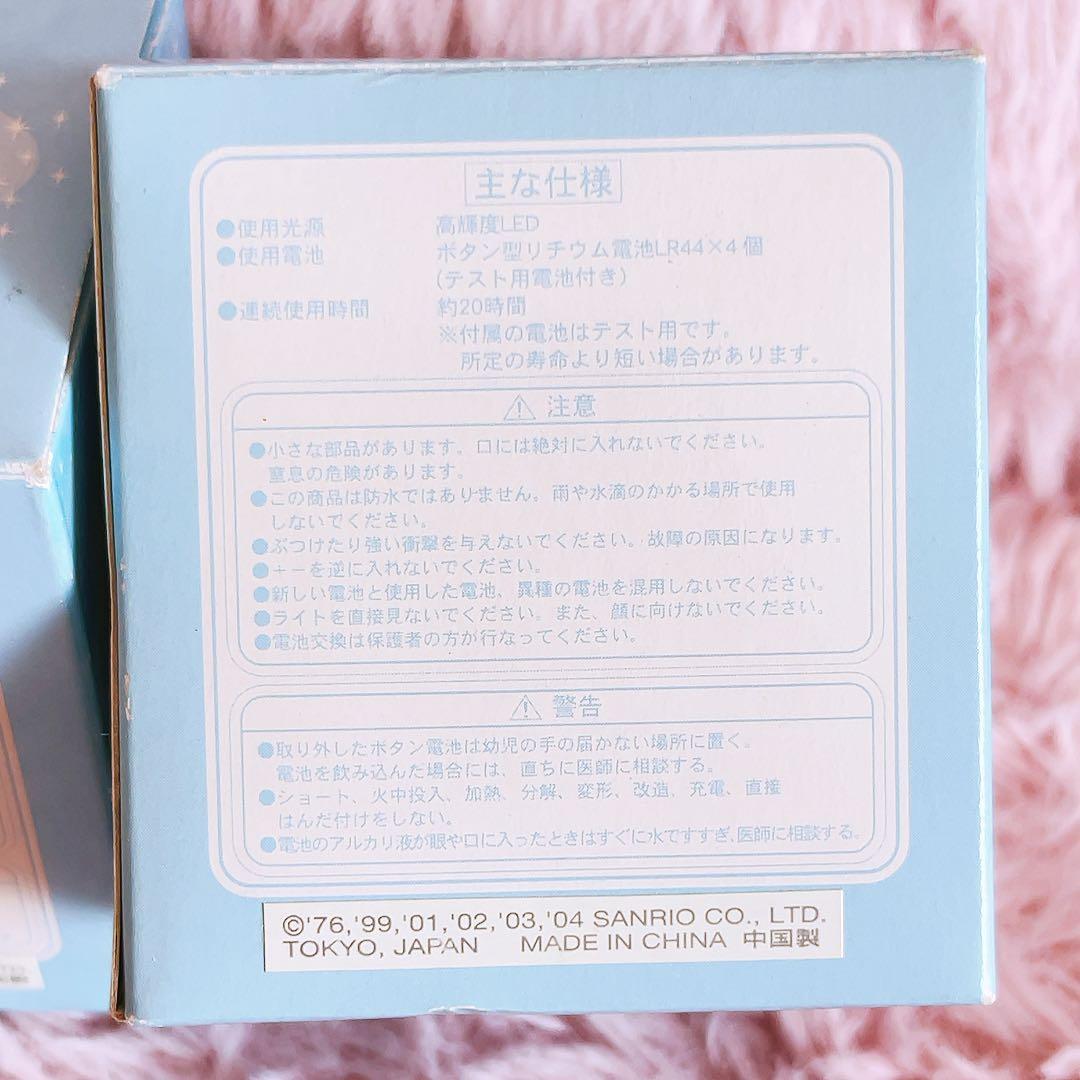 主な仕様
●使用光源 高輝度LED
●使用電池 ボタン型リチウム電池LR44×4個
(テスト用電池付き)
●連続使用時間 約20時間
※付属の電池はテスト用です。
所定の寿命より短い場合があります。
⚠ 注意
●小さな部品があります。口には絶対に入れないでください。
窒息の危険があります。
●この商品は防水ではありません。雨や水滴のかかる場所で使用
しないでください。
●ぶつけたり強い衝撃を与えないでください。故障の原因になります。
●+−を逆に入れないでください。
●新しい電池と使用した電池、異種の電池を混用しないでください。
●ライトを直接見ないでください。また、顔に向けないでください。
●電池交換は保護者の方が行なってください。
⚠ 警告
●取り外したボタン電池は幼児の手の届かない場所に置く。
電池を飲み込んだ場合には、直ちに医師に相談する。
●ショート、火中投入、加熱、分解、変形、改造、充電、直接
はんだ付けをしない。
●電池のアルカリ液が眼や口に入ったときはすぐに水ですすぎ、医師に相談する。
©'76,'99,'01,'02,'03,'04 SANRIO CO., LTD.
TOKYO, JAPAN MADE IN CHINA 中国製